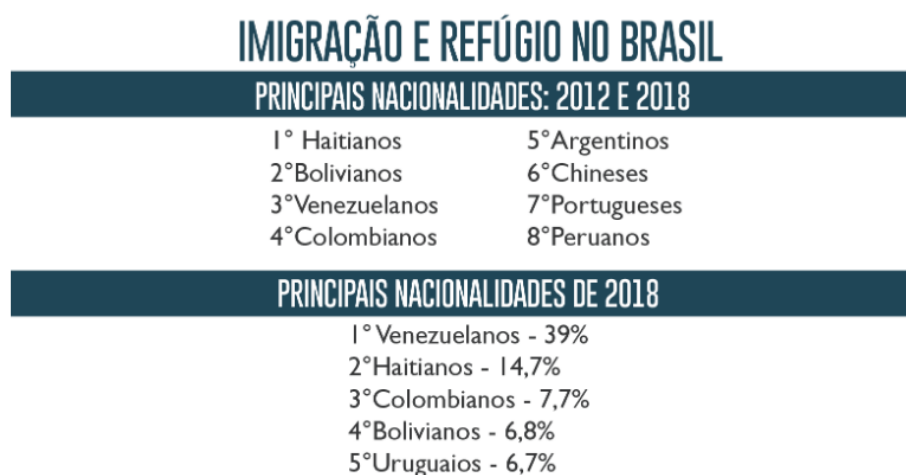 IMIGRAÇÃO E REFÚGIO NO BRASIL
PRINCIPAIS NACIONALIDADES: 2012 E 2018
1° Haitianos
2°Bolivianos
3°Venezuelanos
4°Colombianos
5°Argentinos
6°Chineses
7°Portugueses
8°Peruanos
PRINCIPAIS NACIONALIDADES DE 2018
1° Venezuelanos - 39%
2°Haitianos - 14,7%
3°Colombianos - 7,7%
4°Bolivianos - 6,8%
5°Uruguaios - 6,7%